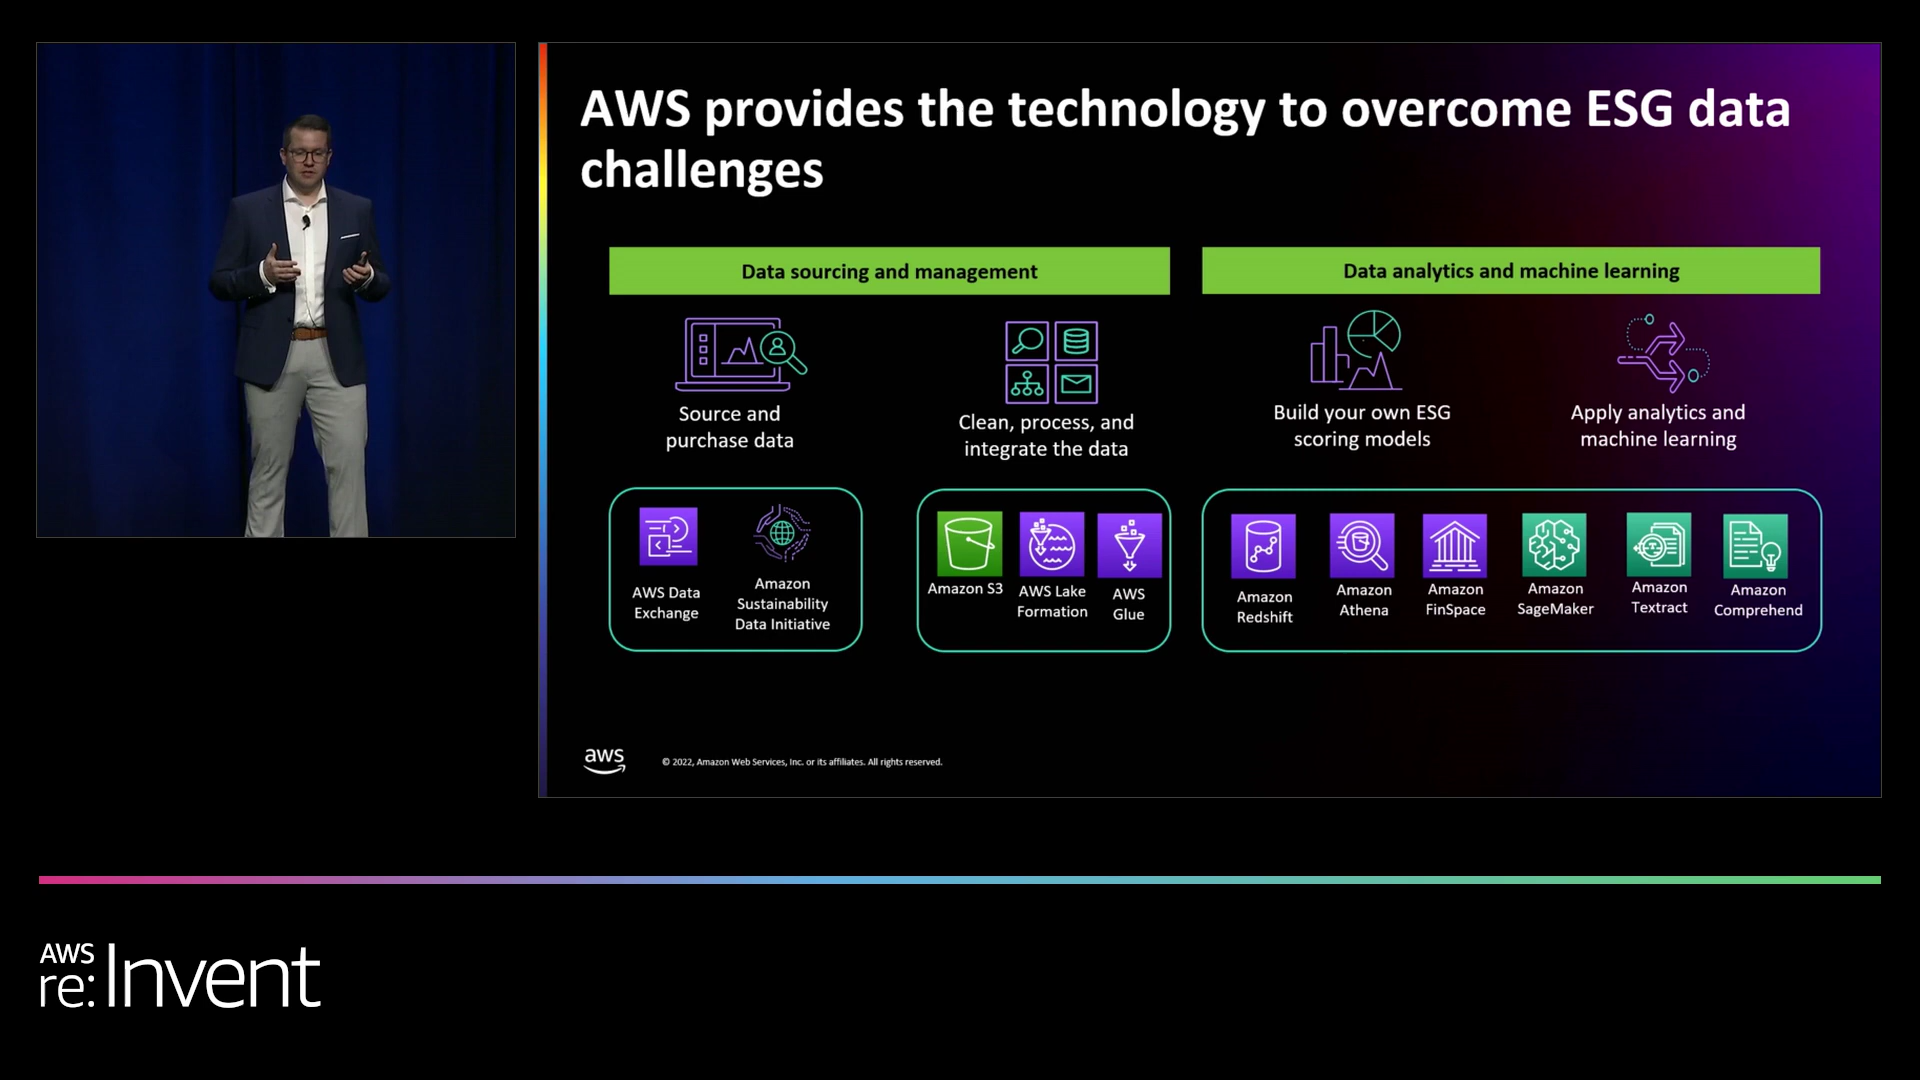 AWS provides the technology to overcome ESG data
challenges
Data sourcing and management
Data analytics and machine learning
Source and
purchase data
Clean, process, and
integrate the data
Build your own ESG
scoring models
Apply analytics and
machine learning
AWS Data
Exchange
Amazon
Sustainability
Data Initiative
Amazon S3
AWS Lake
Formation
AWS
Glue
Amazon
Redshift
Amazon
Athena
Amazon
FinSpace
Amazon
SageMaker
Amazon
Textract
Amazon
Comprehend
aws
© 2022, Amazon Web Services, Inc. or its affiliates. All rights reserved.
AWS
re:Invent